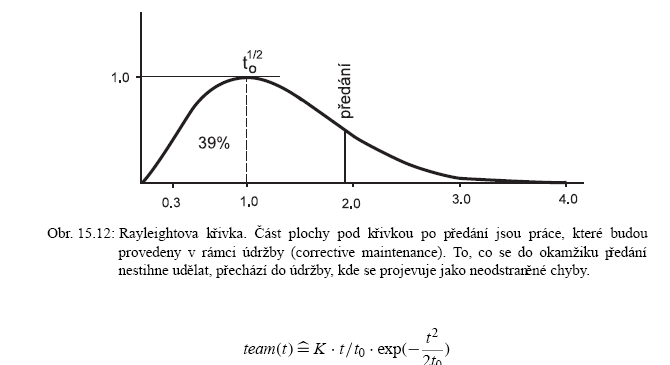 t_o^{1/2}
předání
1.0
39%
0.3 1.0 2,0 3.0 4.0
Obr. 15.12: Rayleightova křivka. Část plochy pod křivkou po předání jsou práce, které budou
provedeny v rámci údržby (corrective maintenance). To, co se do okamžiku předání
nestihne udělat, přechází do údržby, kde se projevuje jako neodstraněné chyby.
team(t) ≙ K · t/t_0 · exp(−t^2/2t_0)